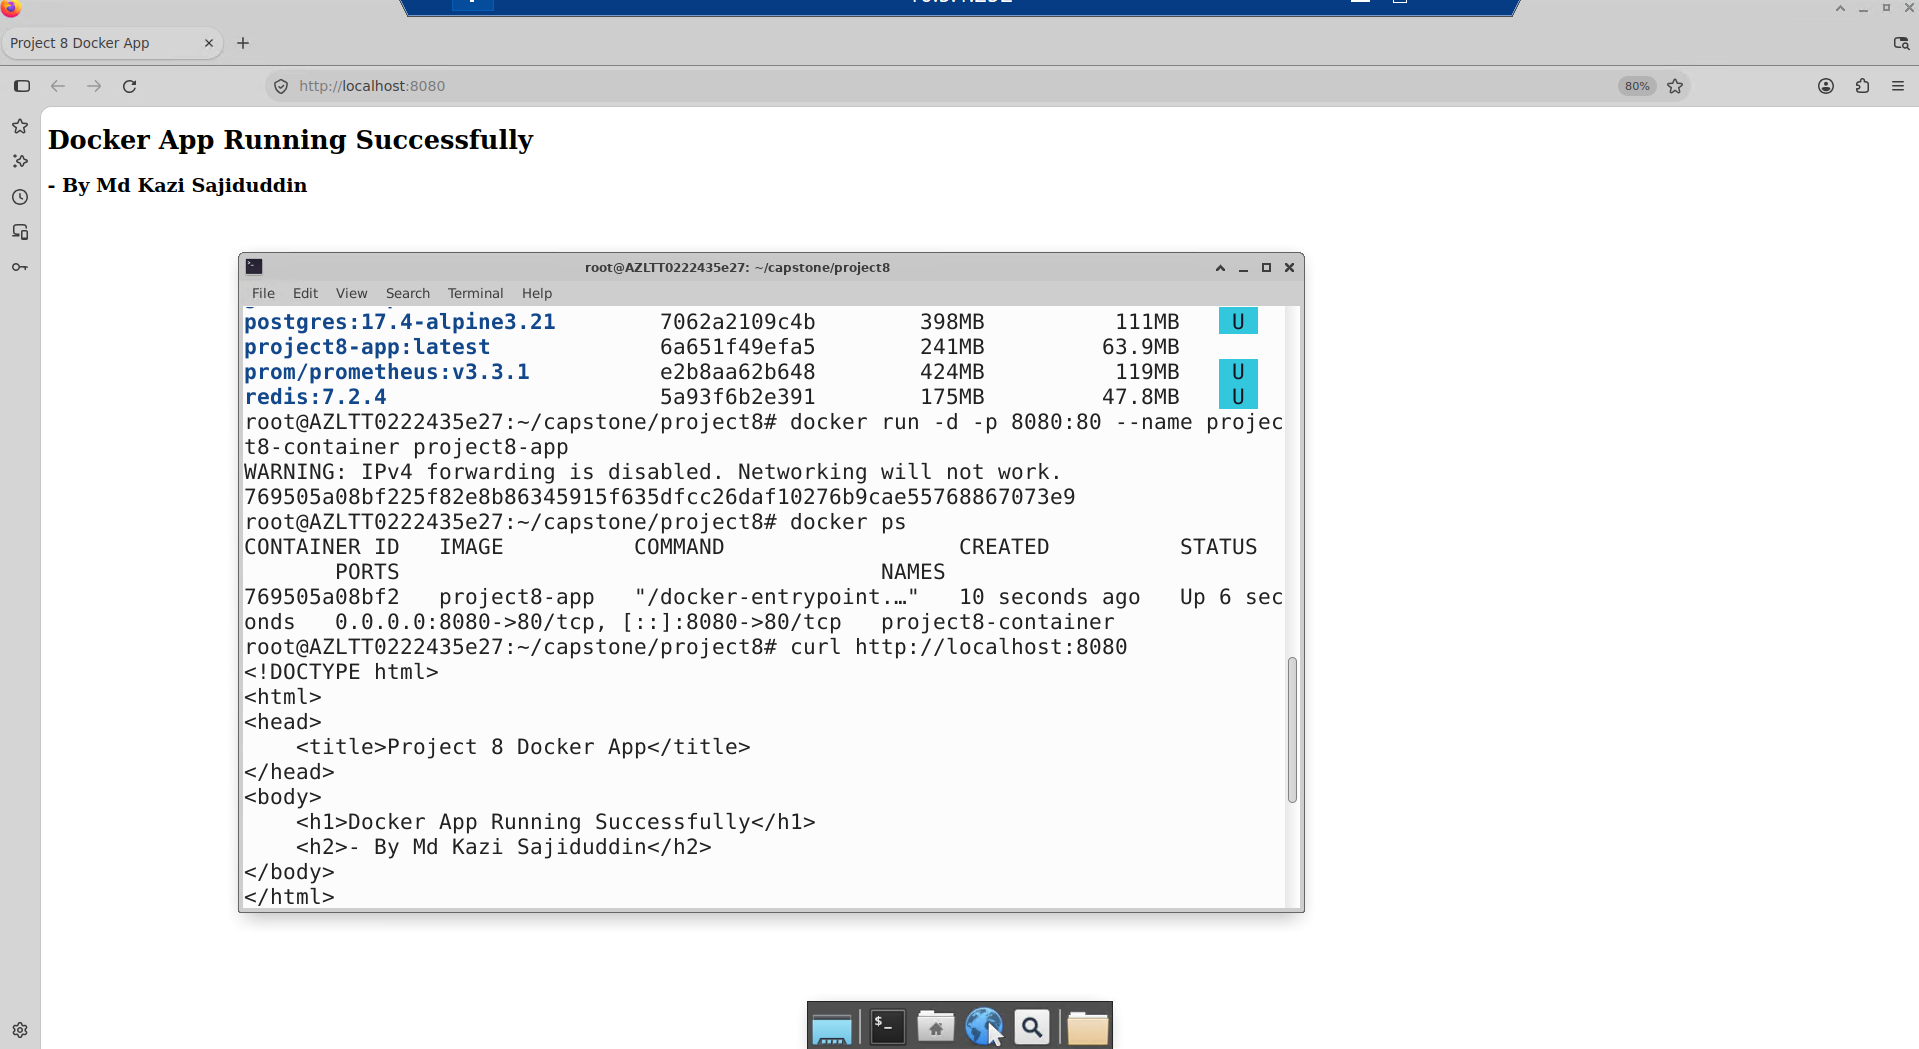 Project 8 Docker App
http://localhost:8080
80%
Docker App Running Successfully
- By Md Kazi Sajiduddin
root@AZLTT0222435e27: ~/capstone/project8
File Edit View Search Terminal Help
postgres:17.4-alpine3.21 7062a2109c4b 398MB 111MB U
project8-app:latest 6a651f49efa5 241MB 63.9MB
prom/prometheus:v3.3.1 e2b8aa62b648 424MB 119MB U
redis:7.2.4 5a93f6b2e391 175MB 47.8MB U
root@AZLTT0222435e27:~/capstone/project8# docker run -d -p 8080:80 --name projec
t8-container project8-app
WARNING: IPv4 forwarding is disabled. Networking will not work.
769505a08bf225f82e8b86345915f635dfcc26daf10276b9cae55768867073e9
root@AZLTT0222435e27:~/capstone/project8# docker ps
CONTAINER ID IMAGE COMMAND CREATED STATUS
PORTS NAMES
769505a08bf2 project8-app "/docker-entrypoint.…" 10 seconds ago Up 6 sec
onds 0.0.0.0:8080->80/tcp, [::]:8080->80/tcp project8-container
root@AZLTT0222435e27:~/capstone/project8# curl http://localhost:8080
<!DOCTYPE html>
<html>
<head>
<title>Project 8 Docker App</title>
</head>
<body>
<h1>Docker App Running Successfully</h1>
<h2>- By Md Kazi Sajiduddin</h2>
</body>
</html>
$_